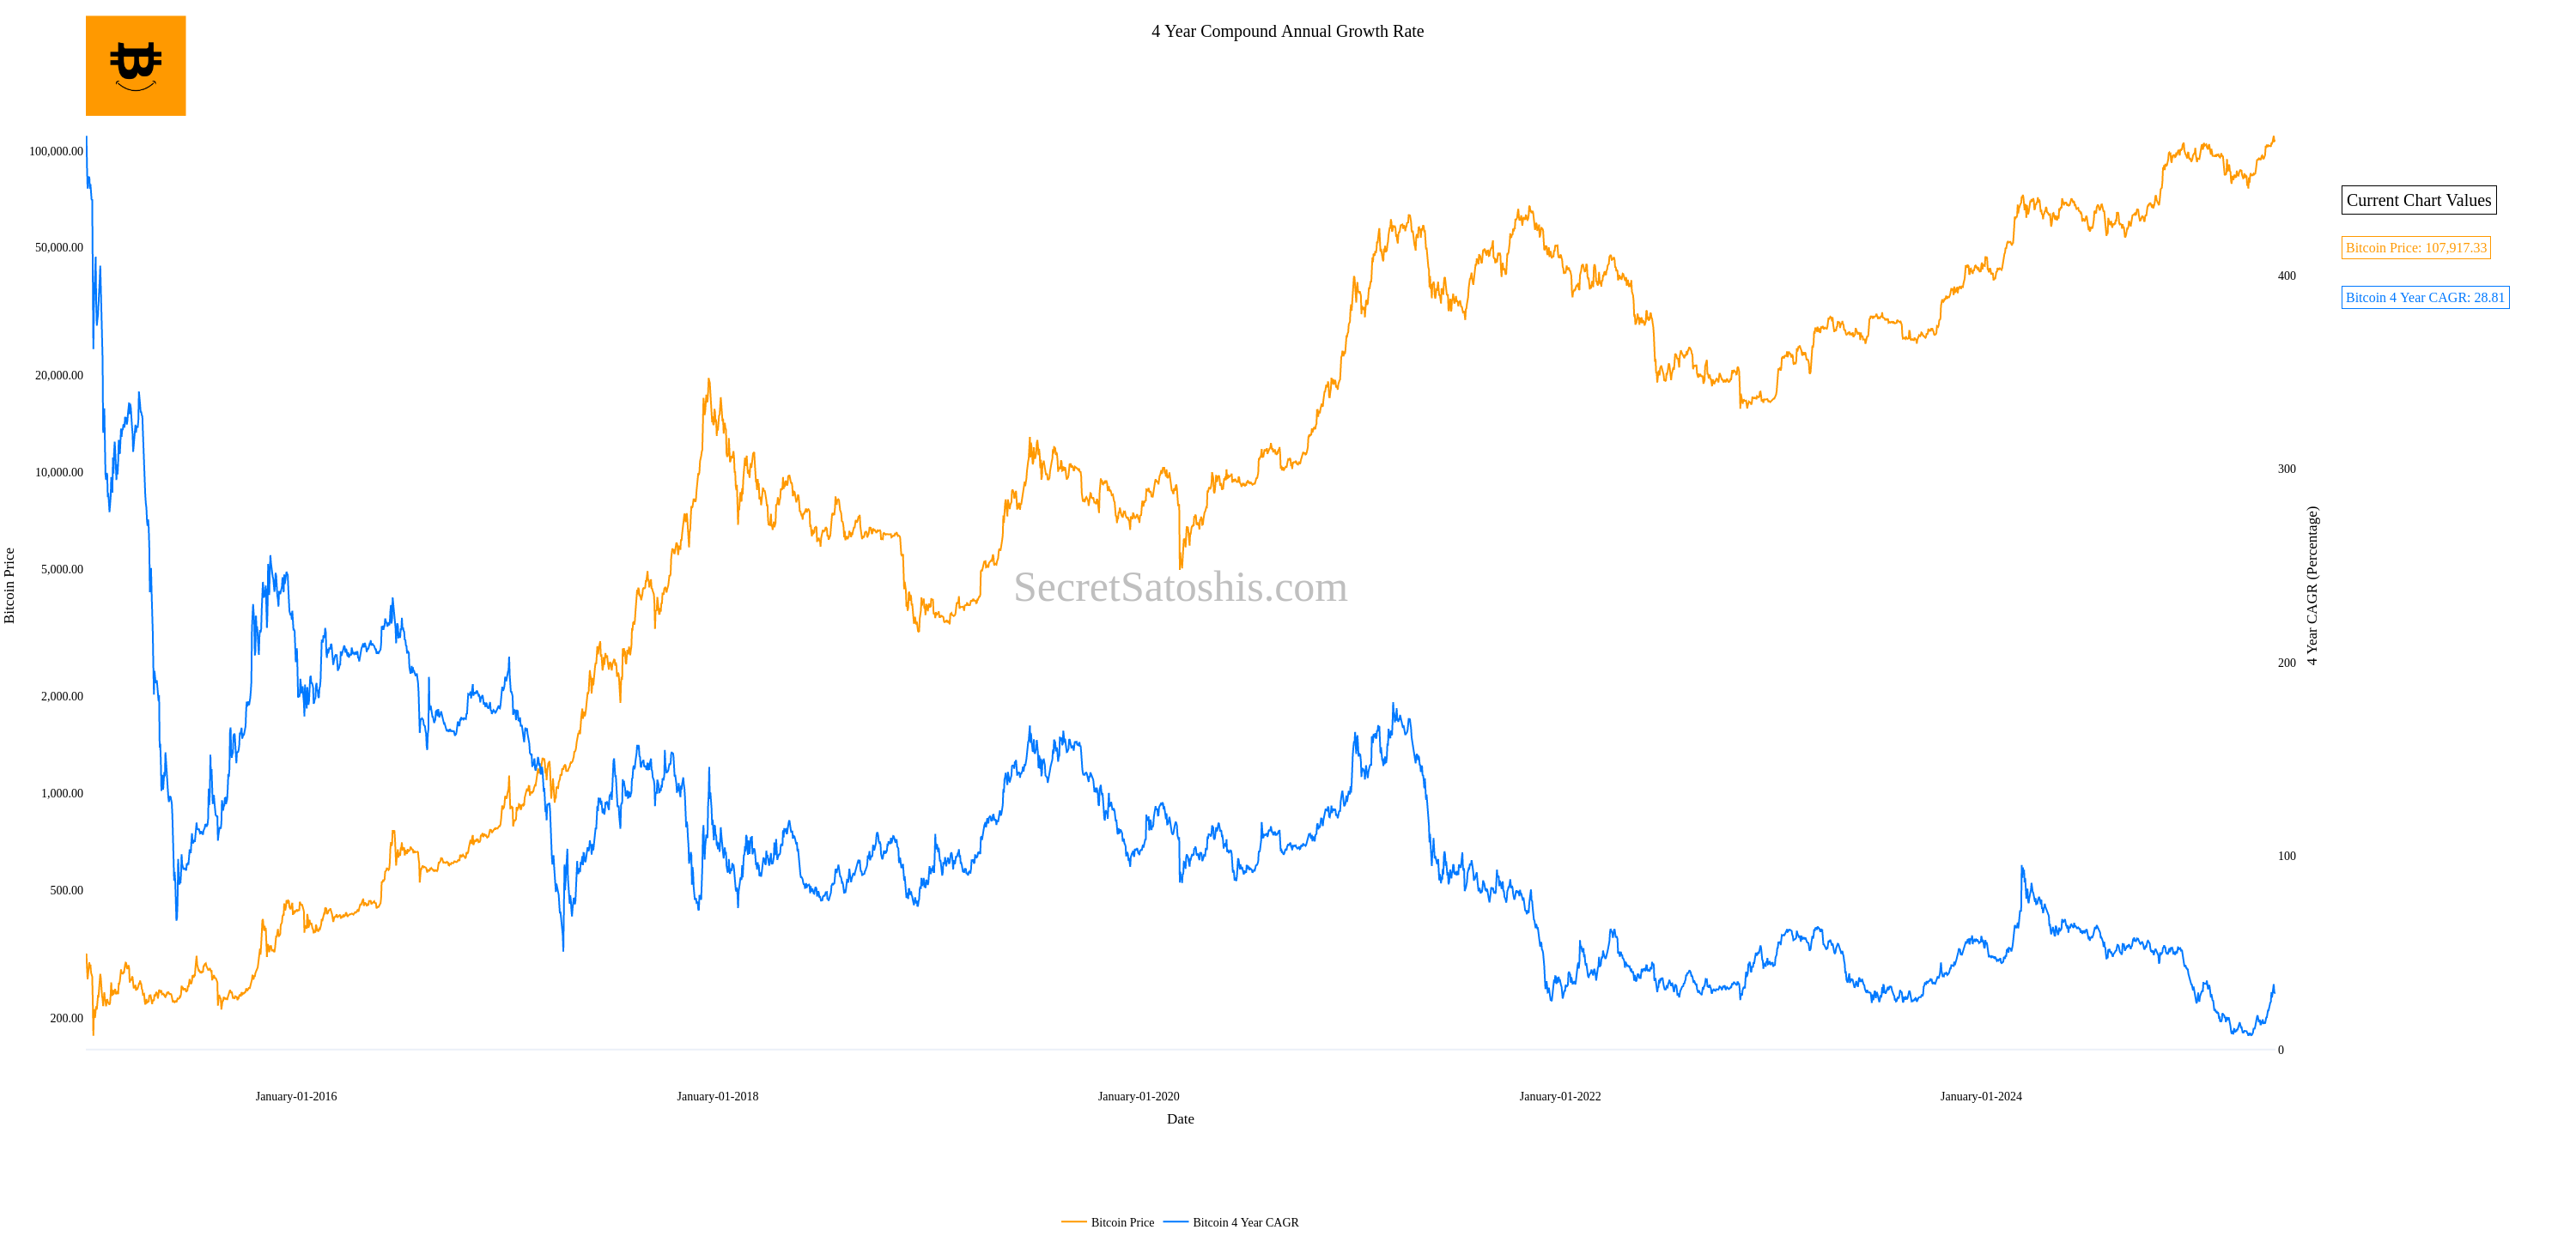 4 Year Compound Annual Growth Rate
100,000.00
50,000.00
20,000.00
10,000.00
5,000.00
2,000.00
1,000.00
500.00
200.00
Bitcoin Price
SecretSatoshis.com
400
300
200
100
0
4 Year CAGR (Percentage)
Current Chart Values
Bitcoin Price: 107,917.33
Bitcoin 4 Year CAGR: 28.81
January-01-2016
January-01-2018
January-01-2020
January-01-2022
January-01-2024
Date
Bitcoin Price
Bitcoin 4 Year CAGR